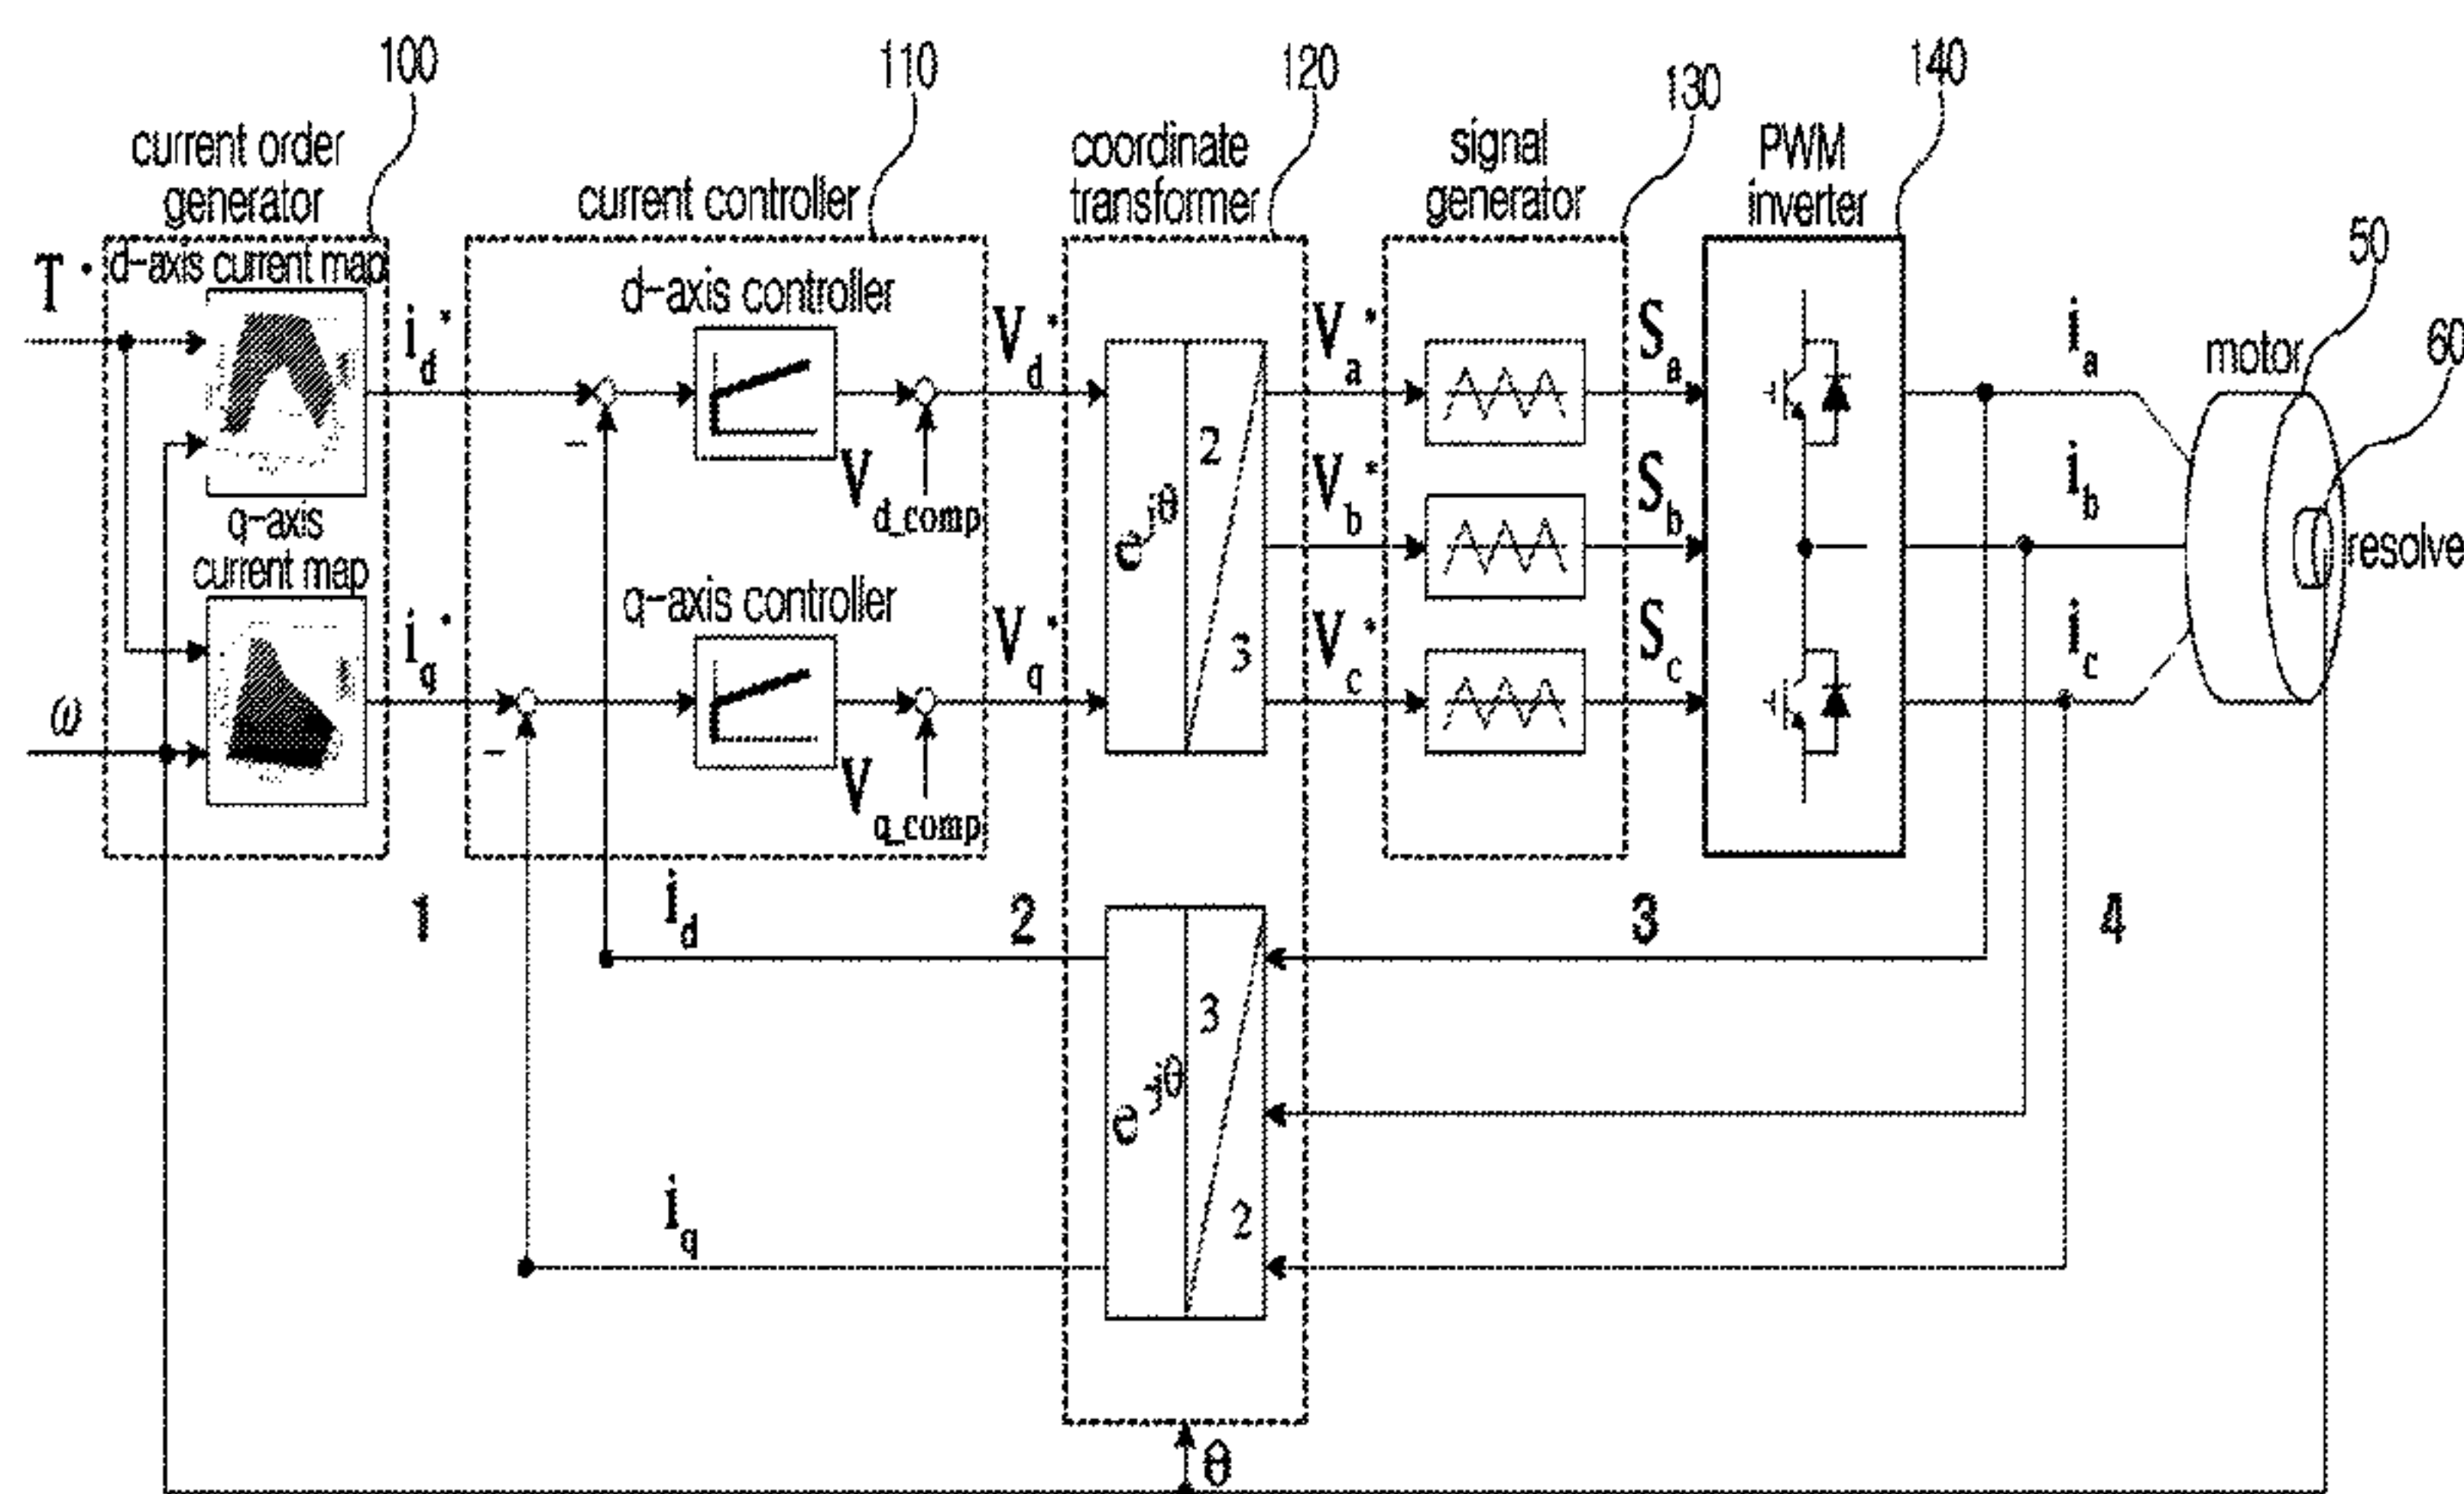 100
110
120
130
140
50
60
current order
generator
current controller
coordinate
transformer
signal
generator
PWM
inverter
motor
resolve
T*
d-axis current map
q-axis
current map
ω
i_d*
i_q*
d-axis controller
q-axis controller
-
-
V_d_comp
V_q_comp
V_d*
V_q*
e^jθ
2
3
V_a*
V_b*
V_c*
S_a
S_b
S_c
i_a
i_b
i_c
1
i_d
2
3
4
3
2
i_q
θ